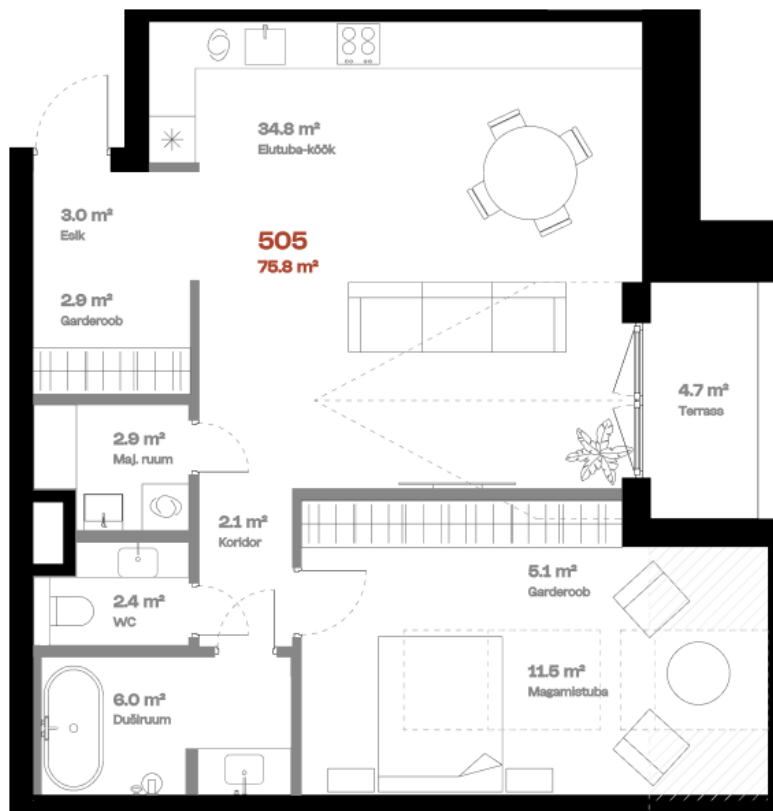 34.8 m²
Elutuba-köök
3.0 m²
Esik
505
75.8 m²
2.9 m²
Garderoob
4.7 m²
Terrass
2.9 m²
Maj. ruum
2.1 m²
Koridor
5.1 m²
Garderoob
2.4 m²
WC
11.5 m²
Magamistuba
6.0 m²
Duširuum